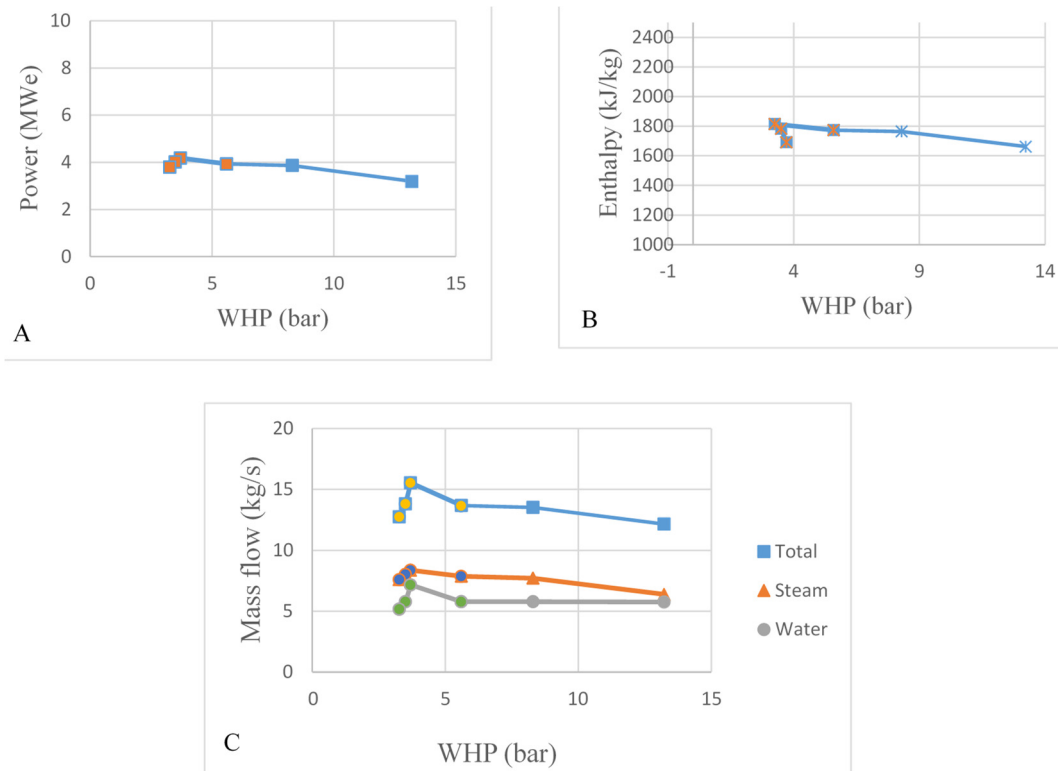 10
8
6
4
2
0
0 5 10 15
Power (MWe)
WHP (bar)
A
2400
2200
2000
1800
1600
1400
1200
1000
-1 4 9 14
Enthalpy (kJ/kg)
WHP (bar)
B
20
15
10
5
0
0 5 10 15
Mass flow (kg/s)
WHP (bar)
C
Total
Steam
Water